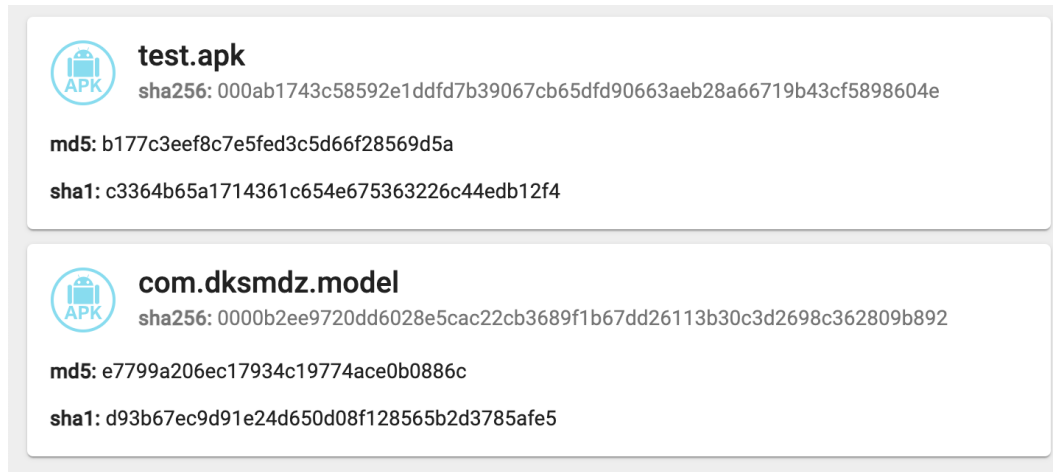 APK
test.apk
sha256: 000ab1743c58592e1ddfd7b39067cb65dfd90663aeb28a66719b43cf5898604e
md5: b177c3eef8c7e5fed3c5d66f28569d5a
sha1: c3364b65a1714361c654e675363226c44edb12f4
APK
com.dksmdz.model
sha256: 0000b2ee9720dd6028e5cac22cb3689f1b67dd26113b30c3d2698c362809b892
md5: e7799a206ec17934c19774ace0b0886c
sha1: d93b67ec9d91e24d650d08f128565b2d3785afe5